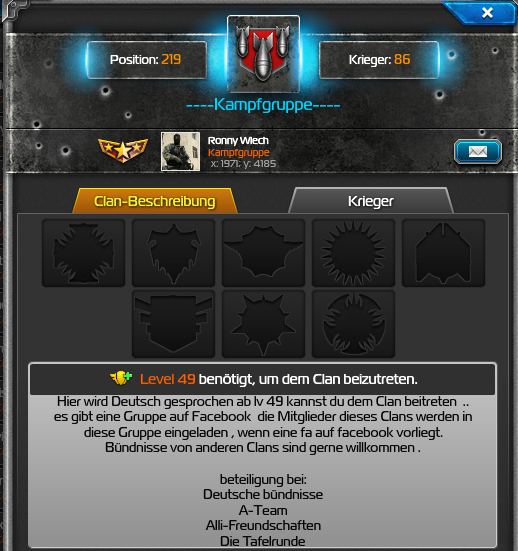 Position: 219
Krieger: 86
----Kampfgruppe----
Ronny Wiech
Kampfgruppe
x: 1971; y: 4185
Clan-Beschreibung
Krieger
Level 49 benötigt, um dem Clan beizutreten.
Hier wird Deutsch gesprochen ab lv 49 kannst du dem Clan beitreten ..
es gibt eine Gruppe auf Facebook die Mitglieder dieses Clans werden in
diese Gruppe eingeladen , wenn eine fa auf facebook vorliegt.
Bündnisse von anderen Clans sind gerne willkommen .
beteiligung bei:
Deutsche bündnisse
A-Team
Alli-Freundschaften
Die Tafelrunde